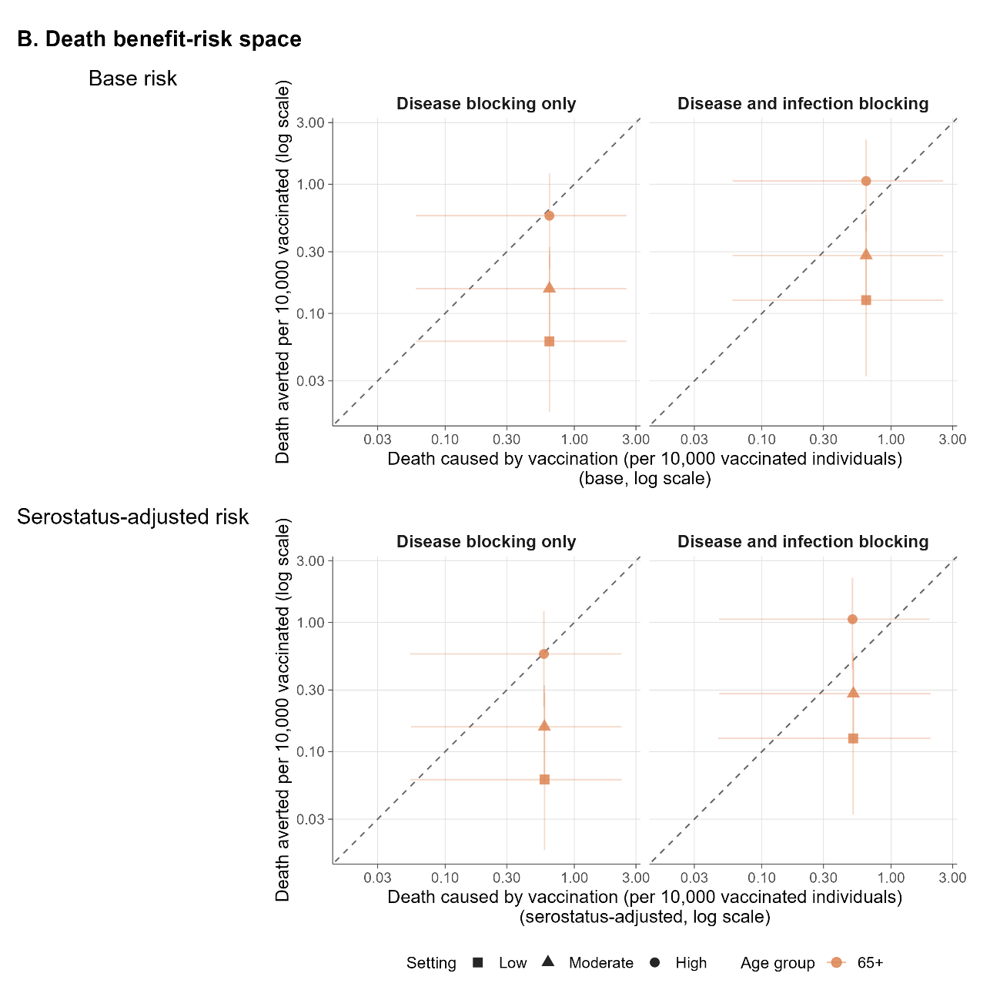 B. Death benefit-risk space
Base risk
Disease blocking only
Disease and infection blocking
Death averted per 10,000 vaccinated (log scale)
3.00
1.00
0.30
0.10
0.03
0.03 0.10 0.30 1.00 3.00
0.03 0.10 0.30 1.00 3.00
Death caused by vaccination (per 10,000 vaccinated individuals)
(base, log scale)
Serostatus-adjusted risk
Disease blocking only
Disease and infection blocking
Death averted per 10,000 vaccinated (log scale)
3.00
1.00
0.30
0.10
0.03
0.03 0.10 0.30 1.00 3.00
0.03 0.10 0.30 1.00 3.00
Death caused by vaccination (per 10,000 vaccinated individuals)
(serostatus-adjusted, log scale)
Setting Low Moderate High Age group 65+